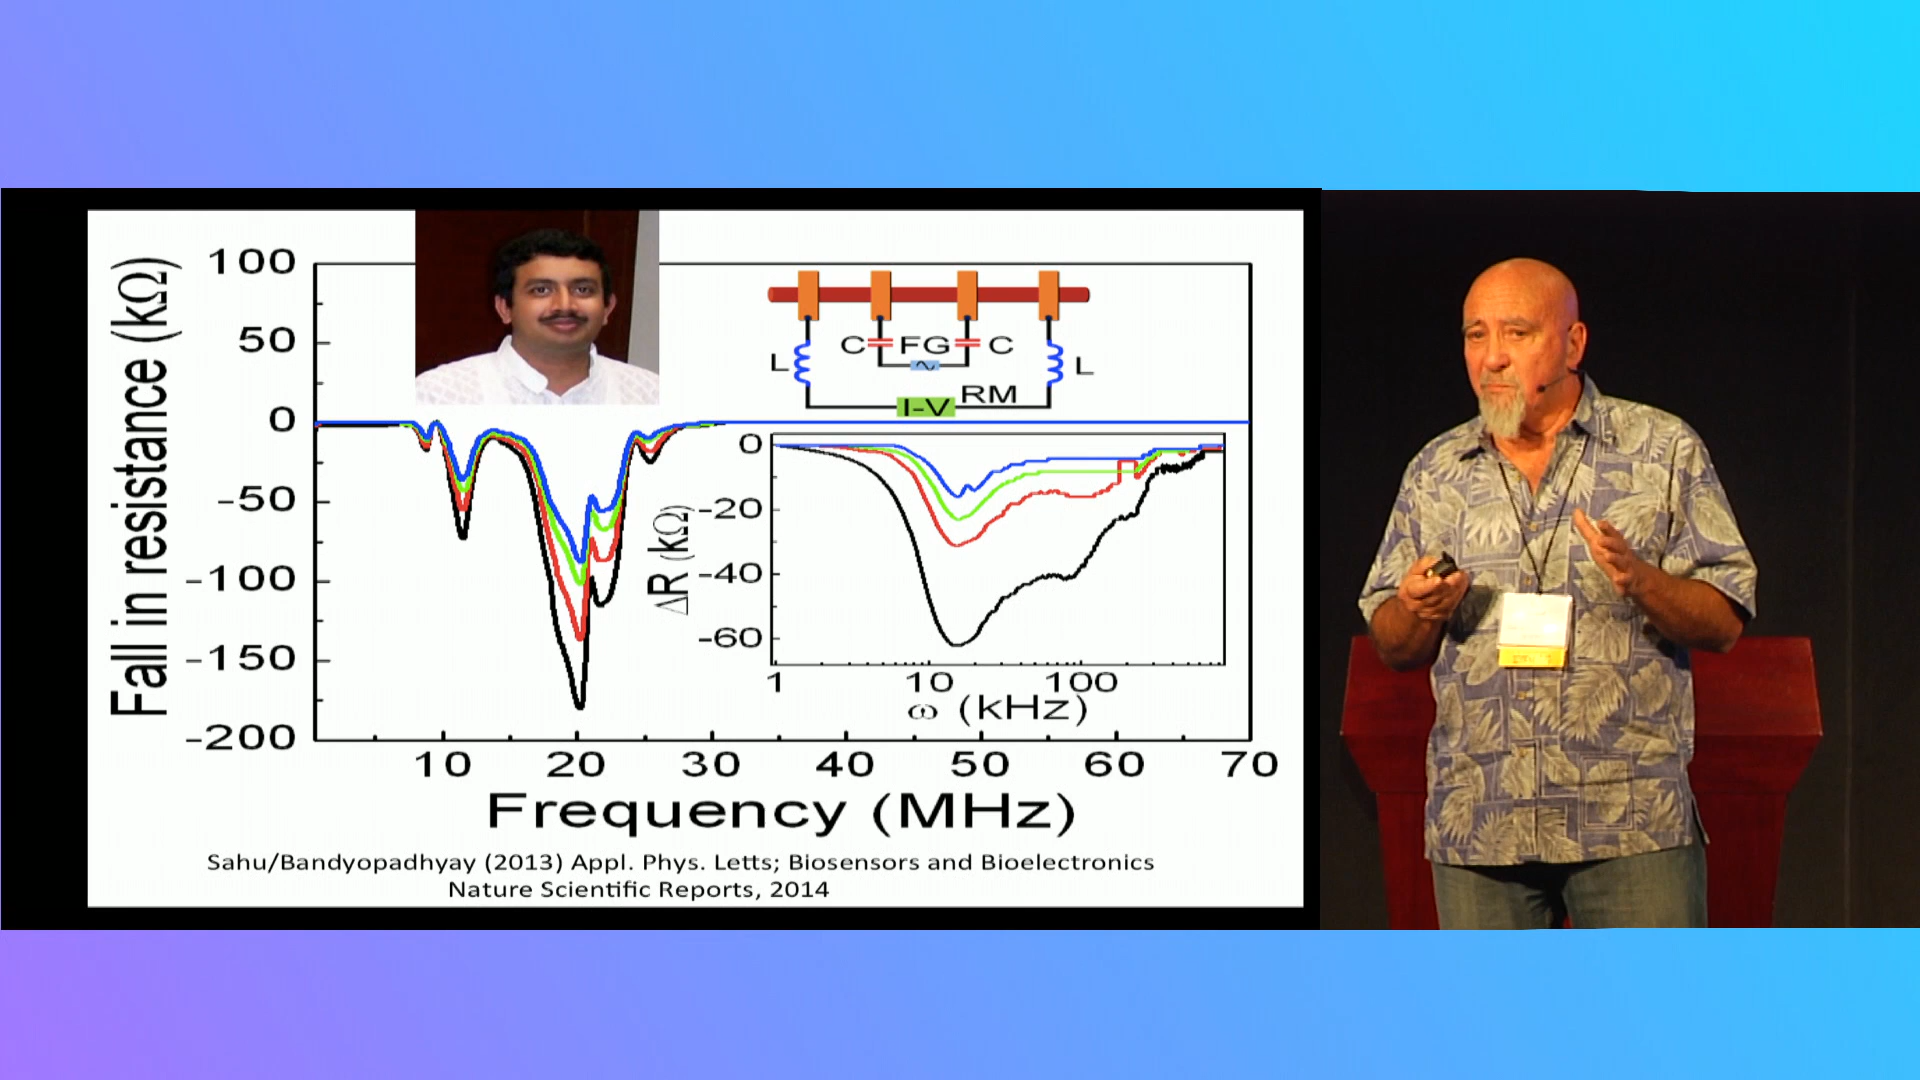 Fall in resistance (kΩ)
100
50
0
-50
-100
-150
-200
L
C
FG
C
L
RM
I-V
ΔR (kΩ)
0
-20
-40
-60
1
10
100
ω (kHz)
10
20
30
40
50
60
70
Frequency (MHz)
Sahu/Bandyopadhyay (2013) Appl. Phys. Letts; Biosensors and Bioelectronics
Nature Scientific Reports, 2014